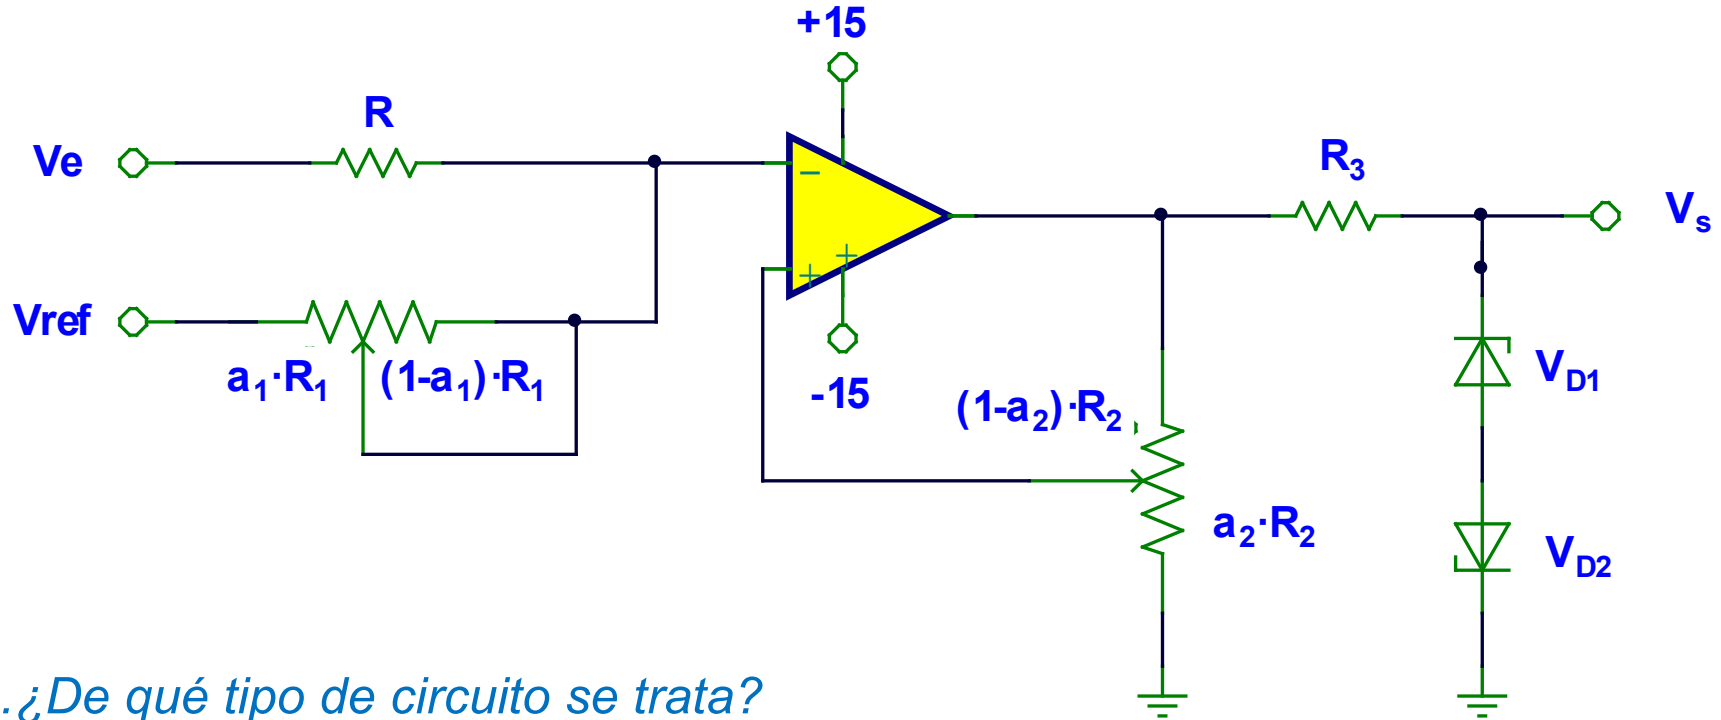 +15
R
Ve
R3
Vs
Vref
a1·R1
(1-a1)·R1
-15
(1-a2)·R2
VD1
a2·R2
VD2
.¿De qué tipo de circuito se trata?